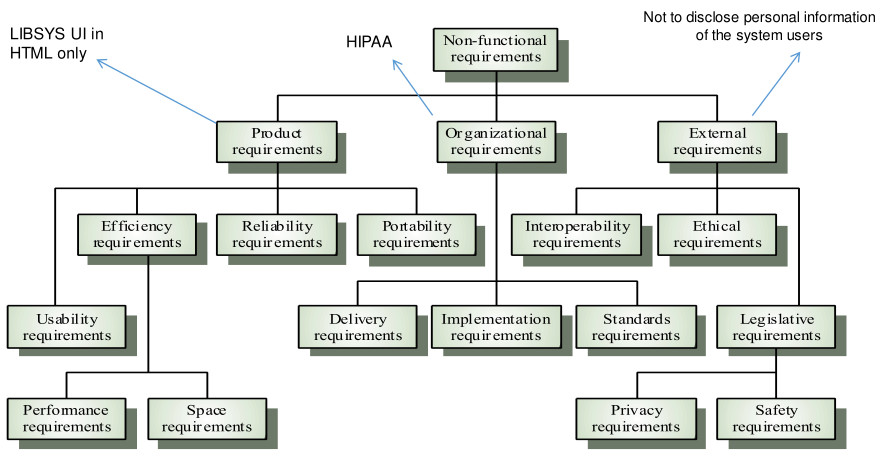 LIBSYS UI in
HTML only
HIPAA
Not to disclose personal information
of the system users
Non-functional
requirements
Product
requirements
Organizational
requirements
External
requirements
Efficiency
requirements
Reliability
requirements
Portability
requirements
Interoperability
requirements
Ethical
requirements
Usability
requirements
Delivery
requirements
Implementation
requirements
Standards
requirements
Legislative
requirements
Performance
requirements
Space
requirements
Privacy
requirements
Safety
requirements